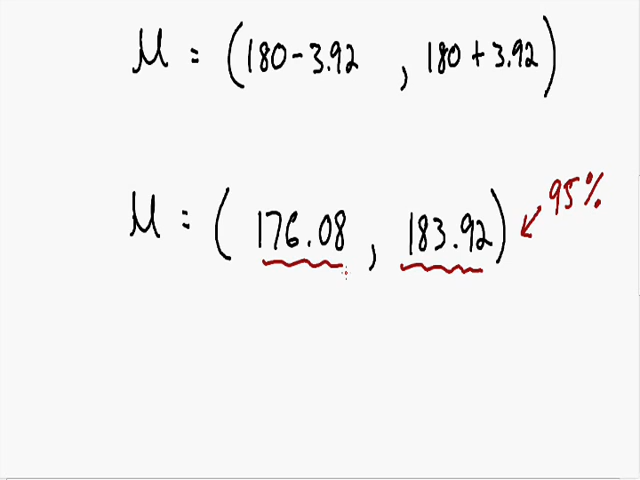 μ = (180 - 3.92 , 180 + 3.92)
95%
μ = ( 176.08 , 183.92)